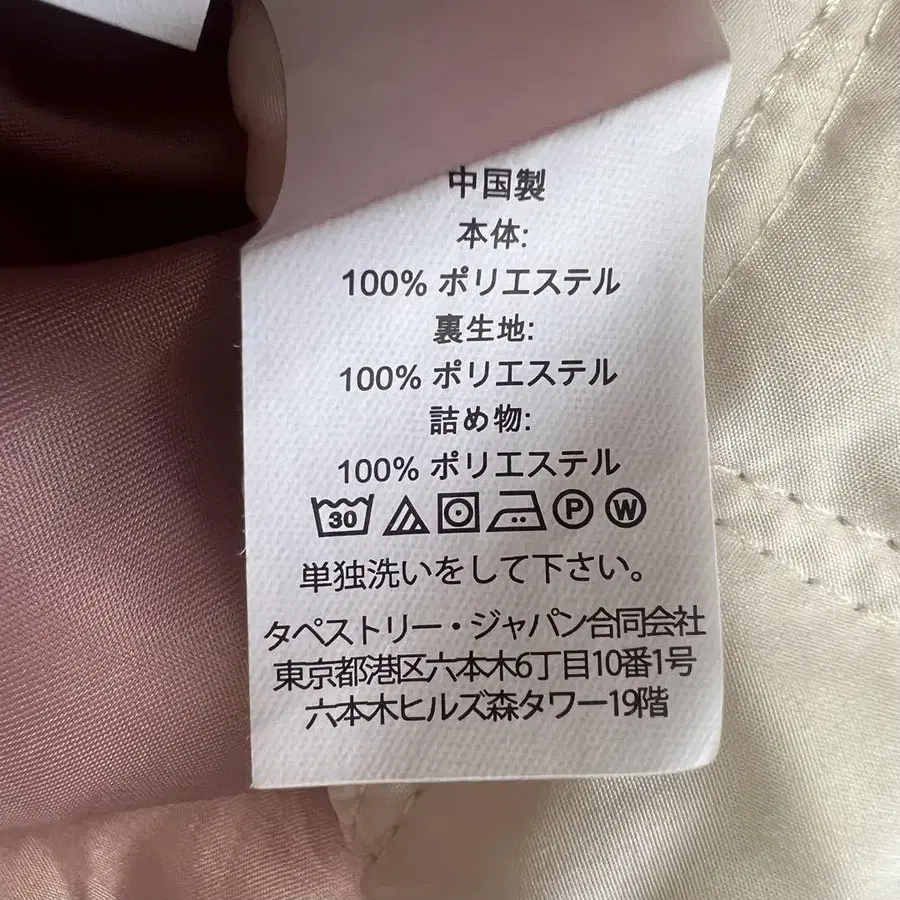 中国製
本体:
100% ポリエステル
裏生地:
100% ポリエステル
詰め物:
100% ポリエステル
30 P W
単独洗いをして下さい。
タペストリー・ジャパン合同会社
東京都港区六本木6丁目10番1号
六本木ヒルズ森タワー19階